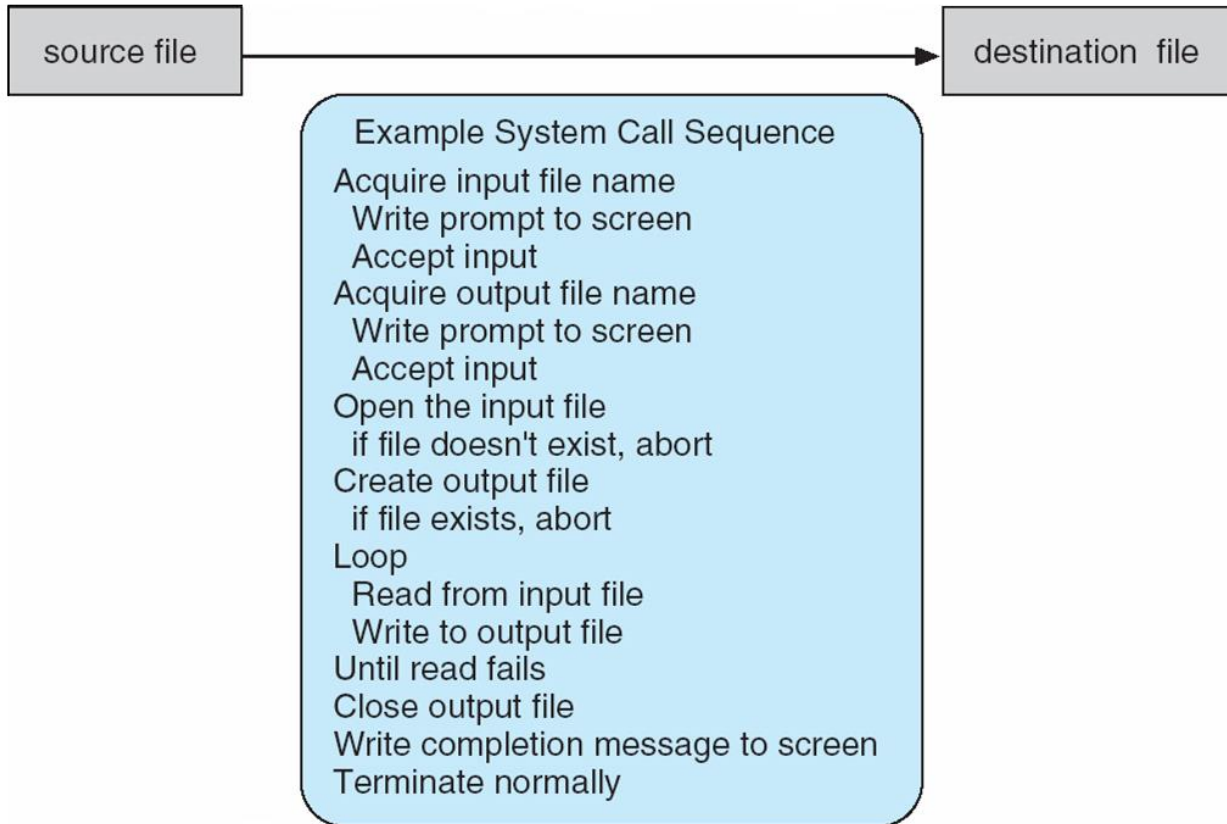 source file
destination file
Example System Call Sequence
Acquire input file name
Write prompt to screen
Accept input
Acquire output file name
Write prompt to screen
Accept input
Open the input file
if file doesn't exist, abort
Create output file
if file exists, abort
Loop
Read from input file
Write to output file
Until read fails
Close output file
Write completion message to screen
Terminate normally